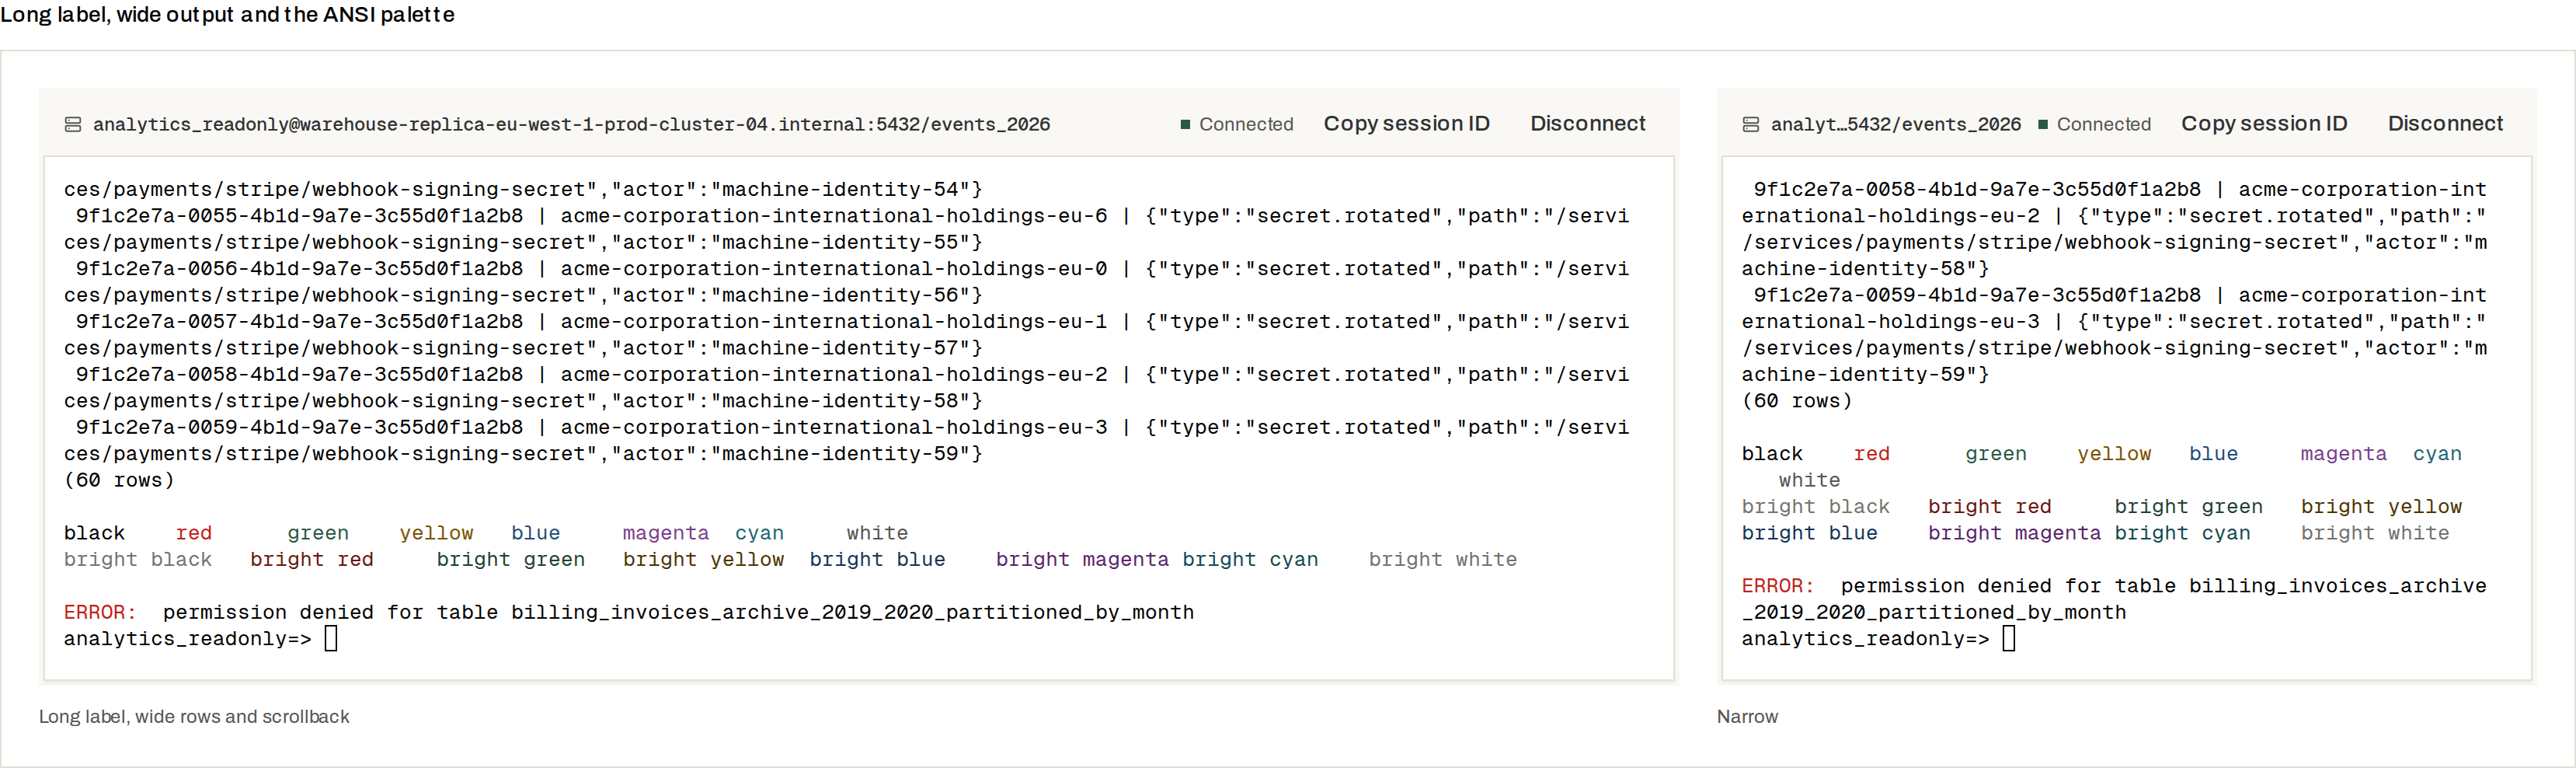 Long label, wide output and the ANSI palette
analytics_readonly@warehouse-replica-eu-west-1-prod-cluster-04.internal:5432/events_2026
Connected
Copy session ID
Disconnect
ces/payments/stripe/webhook-signing-secret","actor":"machine-identity-54"}
9f1c2e7a-0055-4b1d-9a7e-3c55d0f1a2b8 | acme-corporation-international-holdings-eu-6 | {"type":"secret.rotated","path":"/servi
ces/payments/stripe/webhook-signing-secret","actor":"machine-identity-55"}
9f1c2e7a-0056-4b1d-9a7e-3c55d0f1a2b8 | acme-corporation-international-holdings-eu-0 | {"type":"secret.rotated","path":"/servi
ces/payments/stripe/webhook-signing-secret","actor":"machine-identity-56"}
9f1c2e7a-0057-4b1d-9a7e-3c55d0f1a2b8 | acme-corporation-international-holdings-eu-1 | {"type":"secret.rotated","path":"/servi
ces/payments/stripe/webhook-signing-secret","actor":"machine-identity-57"}
9f1c2e7a-0058-4b1d-9a7e-3c55d0f1a2b8 | acme-corporation-international-holdings-eu-2 | {"type":"secret.rotated","path":"/servi
ces/payments/stripe/webhook-signing-secret","actor":"machine-identity-58"}
9f1c2e7a-0059-4b1d-9a7e-3c55d0f1a2b8 | acme-corporation-international-holdings-eu-3 | {"type":"secret.rotated","path":"/servi
ces/payments/stripe/webhook-signing-secret","actor":"machine-identity-59"}
(60 rows)
black red green yellow blue magenta cyan white
bright black bright red bright green bright yellow bright blue bright magenta bright cyan bright white
ERROR: permission denied for table billing_invoices_archive_2019_2020_partitioned_by_month
analytics_readonly=>
Long label, wide rows and scrollback
analyt…5432/events_2026
Connected
Copy session ID
Disconnect
9f1c2e7a-0058-4b1d-9a7e-3c55d0f1a2b8 | acme-corporation-int
ernational-holdings-eu-2 | {"type":"secret.rotated","path":"
/services/payments/stripe/webhook-signing-secret","actor":"m
achine-identity-58"}
9f1c2e7a-0059-4b1d-9a7e-3c55d0f1a2b8 | acme-corporation-int
ernational-holdings-eu-3 | {"type":"secret.rotated","path":"
/services/payments/stripe/webhook-signing-secret","actor":"m
achine-identity-59"}
(60 rows)
black red green yellow blue magenta cyan
white
bright black bright red bright green bright yellow
bright blue bright magenta bright cyan bright white
ERROR: permission denied for table billing_invoices_archive
_2019_2020_partitioned_by_month
analytics_readonly=>
Narrow